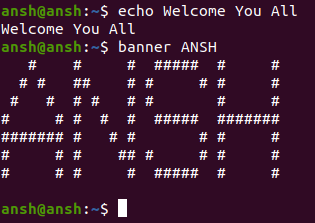 ansh@ansh:~$ echo Welcome You All
Welcome You All
ansh@ansh:~$ banner ANSH
   #    #     #  #####  #     #
  # #   ##    # #     # #     #
 #   #  # #   # #       #     #
#     # #  #  #  #####  #######
####### #   # #       # #     #
#     # #    ## #     # #     #
#     # #     #  #####  #     #
ansh@ansh:~$